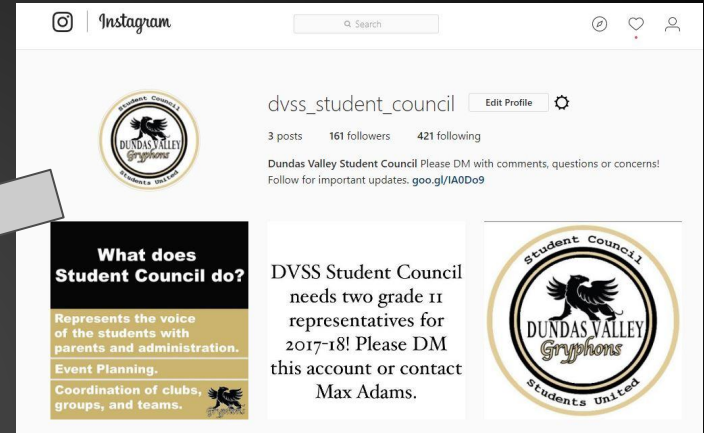 Instagram
Search
Student Council
DUNDAS VALLEY
Gryphons
Students United
dvss_student_council
Edit Profile
3 posts 161 followers 421 following
Dundas Valley Student Council Please DM with comments, questions or concerns!
Follow for important updates. goo.gl/IA0Do9
What does
Student Council do?
Represents the voice
of the students with
parents and administration.
Event Planning.
Coordination of clubs,
groups, and teams.
Gryphons
DVSS Student Council
needs two grade 11
representatives for
2017-18! Please DM
this account or contact
Max Adams.
Student Council
DUNDAS VALLEY
Gryphons
Students United